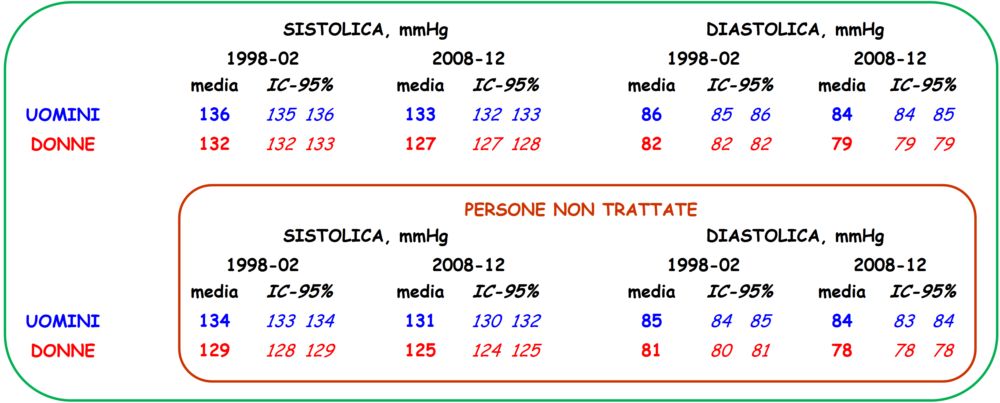 SISTOLICA, mmHg DIASTOLICA, mmHg
1998-02 2008-12 1998-02 2008-12
media IC-95% media IC-95% media IC-95% media IC-95%
UOMINI 136 135 136 133 132 133 86 85 86 84 84 85
DONNE 132 132 133 127 127 128 82 82 82 79 79 79
PERSONE NON TRATTATE
SISTOLICA, mmHg DIASTOLICA, mmHg
1998-02 2008-12 1998-02 2008-12
media IC-95% media IC-95% media IC-95% media IC-95%
UOMINI 134 133 134 131 130 132 85 84 85 84 83 84
DONNE 129 128 129 125 124 125 81 80 81 78 78 78